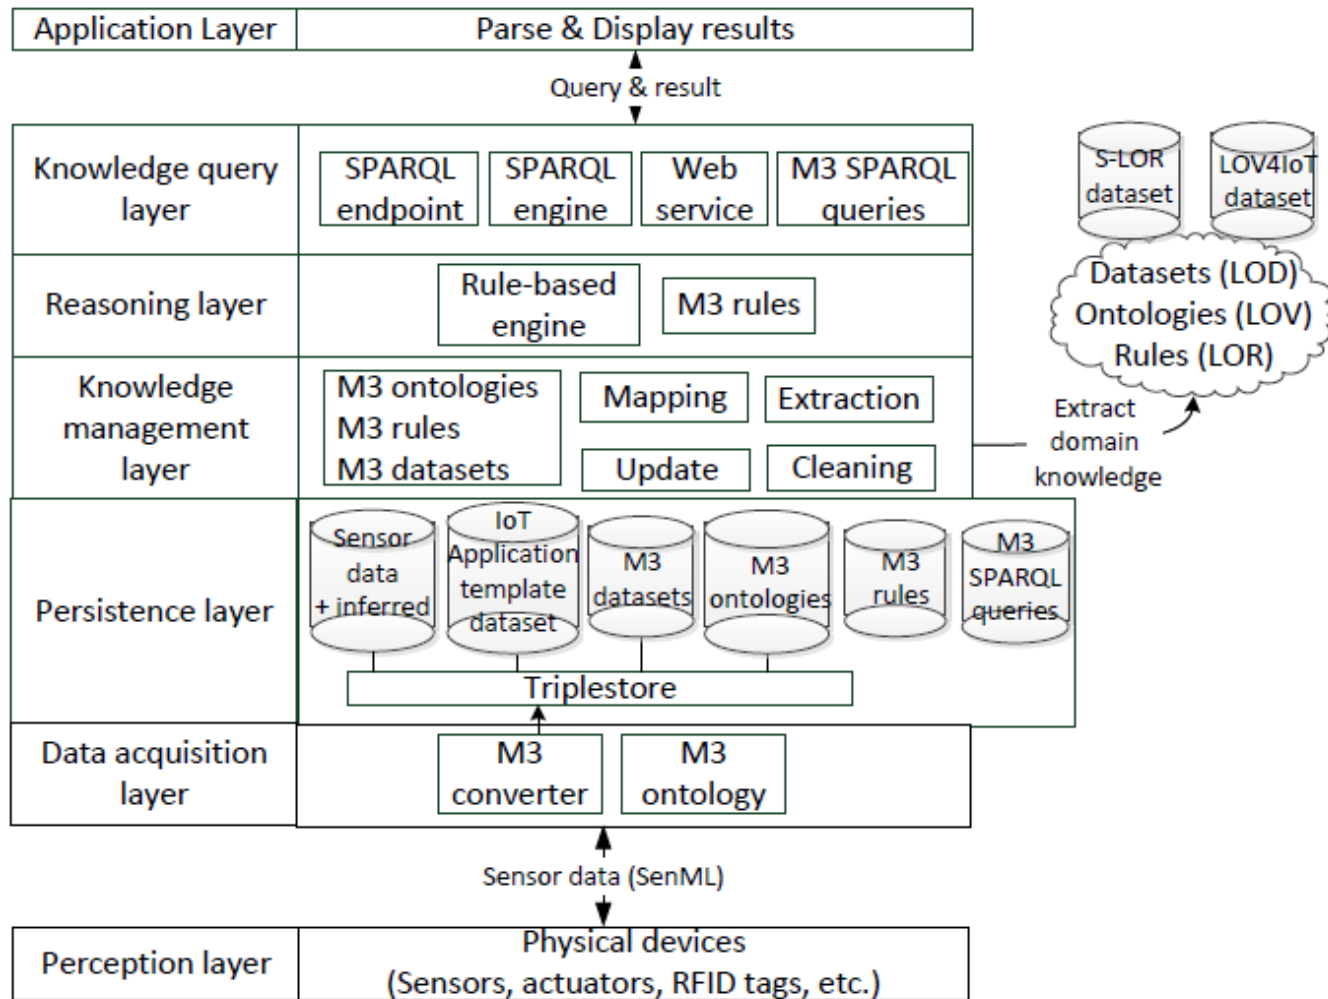 Application Layer
Parse & Display results
Query & result
Knowledge query
layer
SPARQL
endpoint
SPARQL
engine
Web
service
M3 SPARQL
queries
S-LOR
dataset
LOV4IoT
dataset
Reasoning layer
Rule-based
engine
M3 rules
Datasets (LOD)
Ontologies (LOV)
Rules (LOR)
Knowledge
management
layer
M3 ontologies
M3 rules
M3 datasets
Mapping
Extraction
Update
Cleaning
Extract
domain
knowledge
Persistence layer
Sensor
data
+ inferred
IoT
Application
template
dataset
M3
datasets
M3
ontologies
M3
rules
M3
SPARQL
queries
Triplestore
Data acquisition
layer
M3
converter
M3
ontology
Sensor data (SenML)
Perception layer
Physical devices
(Sensors, actuators, RFID tags, etc.)